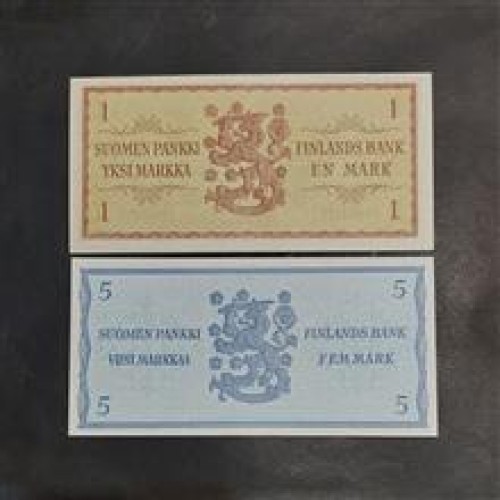 1 1
SUOMEN PANKKI FINLANDS BANK
YKSI MARKKA EN MARK
1 1
5 5
SUOMEN PANKKI FINLANDS BANK
VIISI MARKKAA FEM MARK
5 5